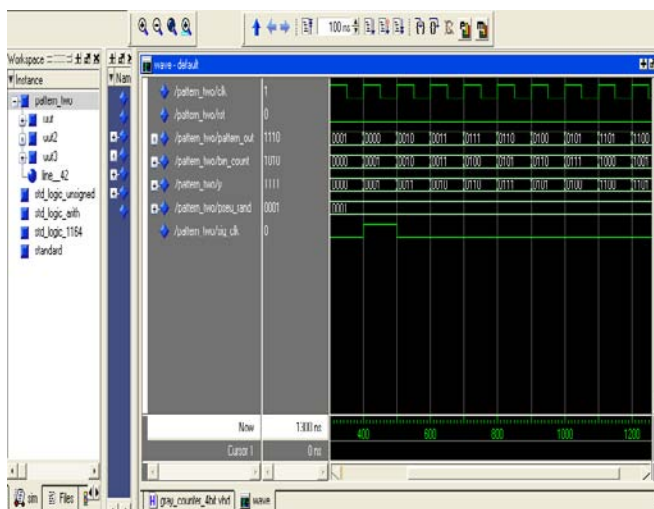 100 ns
Workspace
Instance
pattern_two
uut
uut2
uut3
line__42
std_logic_unsigned
std_logic_arith
std_logic_1164
standard
sim
Files
Nam
wave - default
/pattern_two/clk 1
/pattern_two/rst 0
/pattern_two/pattern_out 1110 0001 0000 0010 0011 0111 0110 0100 0101 1101 1100
/pattern_two/bin_count 1010 0000 0001 0010 0011 0100 0101 0110 0111 1000 1001
/pattern_two/y 1111 0000 0001 0011 0010 0110 0111 0101 0100 1100 1101
/pattern_two/pseu_rand 0001 0001
/pattern_two/sig_clk 0
Now 1300 ns
400 600 800 1000 1200
Cursor 1 0 ns
gray_counter_4bit.vhd
wave